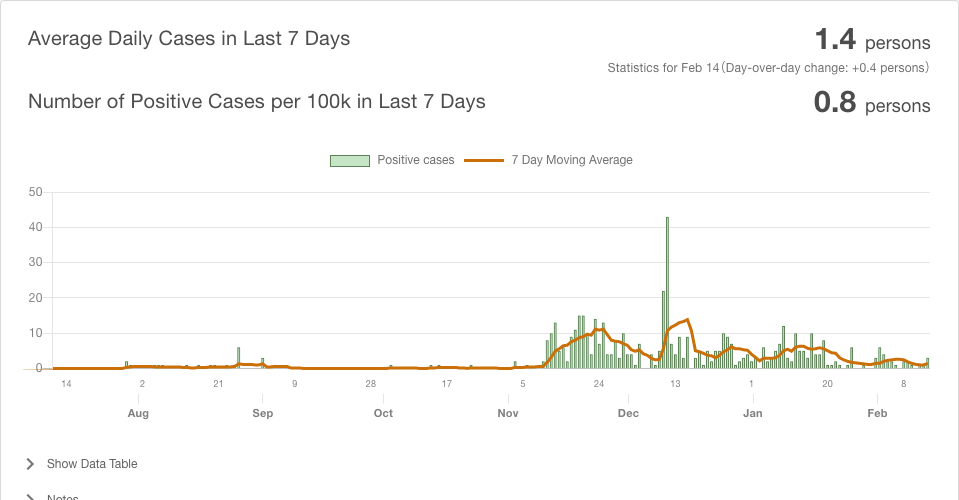 Average Daily Cases in Last 7 Days
1.4 persons
Statistics for Feb 14(Day-over-day change: +0.4 persons)
Number of Positive Cases per 100k in Last 7 Days
0.8 persons
Positive cases
7 Day Moving Average
50
40
30
20
10
0
14 2 21 9 28 17 5 24 13 1 20 8
Aug Sep Oct Nov Dec Jan Feb
Show Data Table
Notes